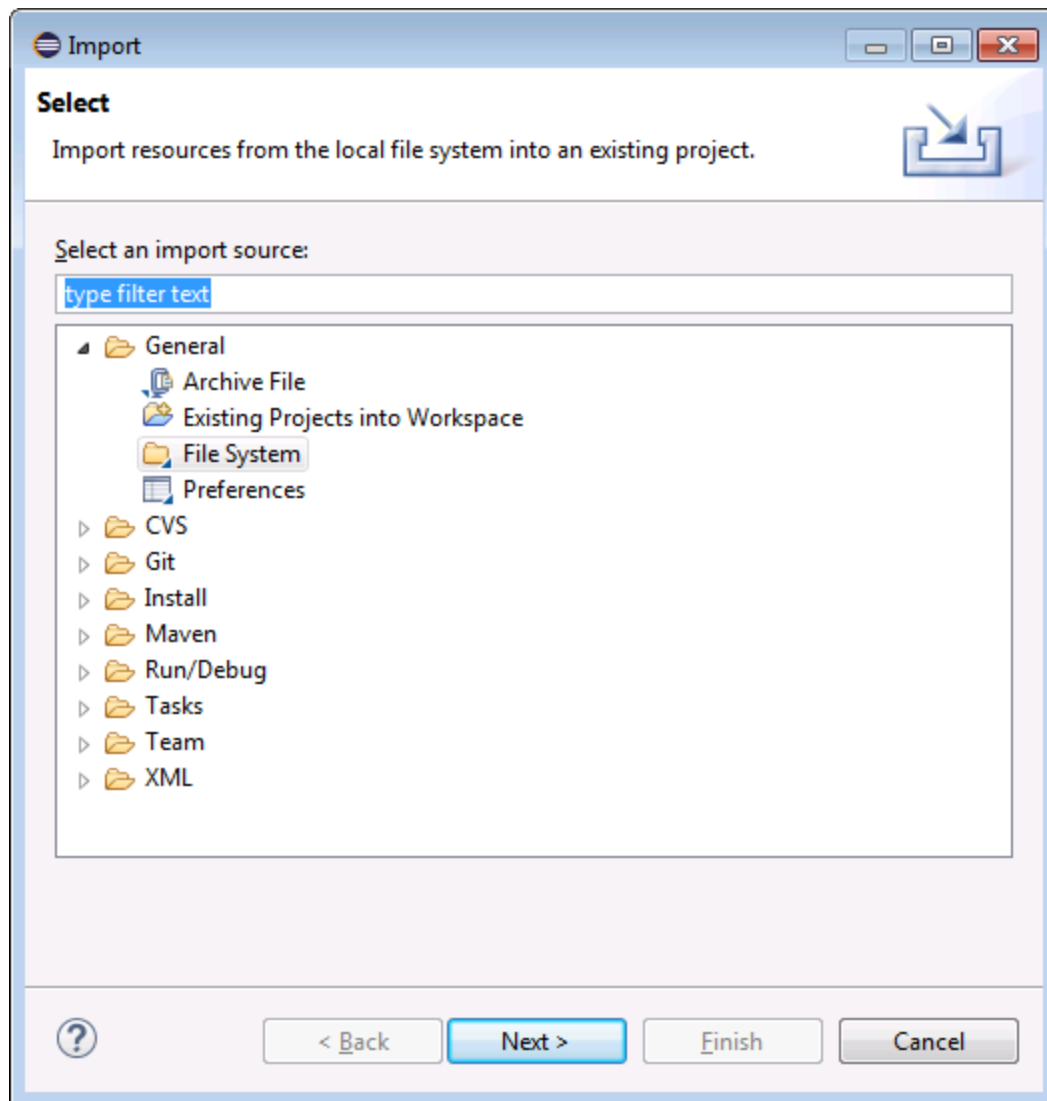 Import
Select
Import resources from the local file system into an existing project.
Select an import source:
type filter text
General
Archive File
Existing Projects into Workspace
File System
Preferences
CVS
Git
Install
Maven
Run/Debug
Tasks
Team
XML
? < Back Next > Finish Cancel